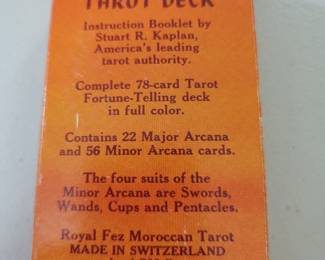 TAROT DECK
Instruction Booklet by
Stuart R. Kaplan,
America's leading
tarot authority.
Complete 78-card Tarot
Fortune-Telling deck
in full color.
Contains 22 Major Arcana
and 56 Minor Arcana cards.
The four suits of the
Minor Arcana are Swords,
Wands, Cups and Pentacles.
Royal Fez Moroccan Tarot
MADE IN SWITZERLAND